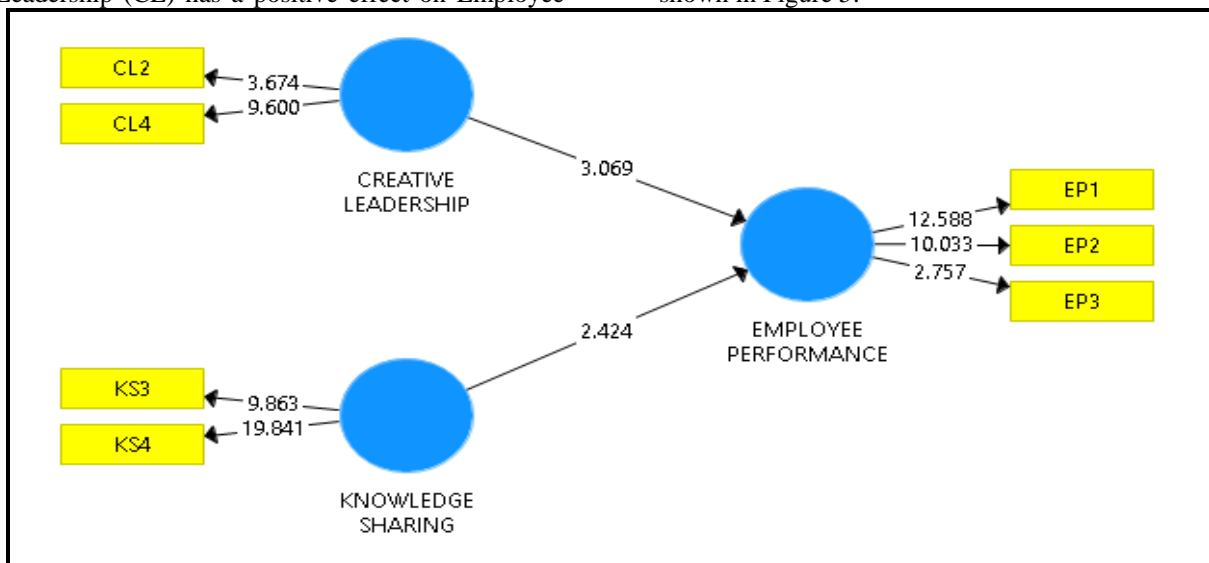 Leadership (CL) has a positive effect on Employee
shown in Figure 3.
CL2
3.674
9.600
CL4
CREATIVE
LEADERSHIP
3.069
EP1
12.588
10.033
EP2
2.757
EP3
EMPLOYEE
PERFORMANCE
2.424
KS3
9.863
19.841
KS4
KNOWLEDGE
SHARING